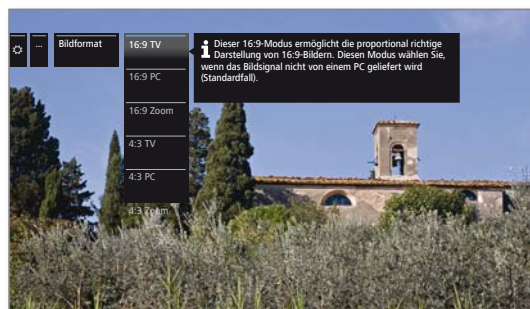 ...
Bildformat
16:9 TV
Dieser 16:9-Modus ermöglicht die proportional richtige
Darstellung von 16:9-Bildern. Diesen Modus wählen Sie,
wenn das Bildsignal nicht von einem PC geliefert wird
(Standardfall).
16:9 PC
16:9 Zoom
4:3 TV
4:3 PC
4:3 Zoom